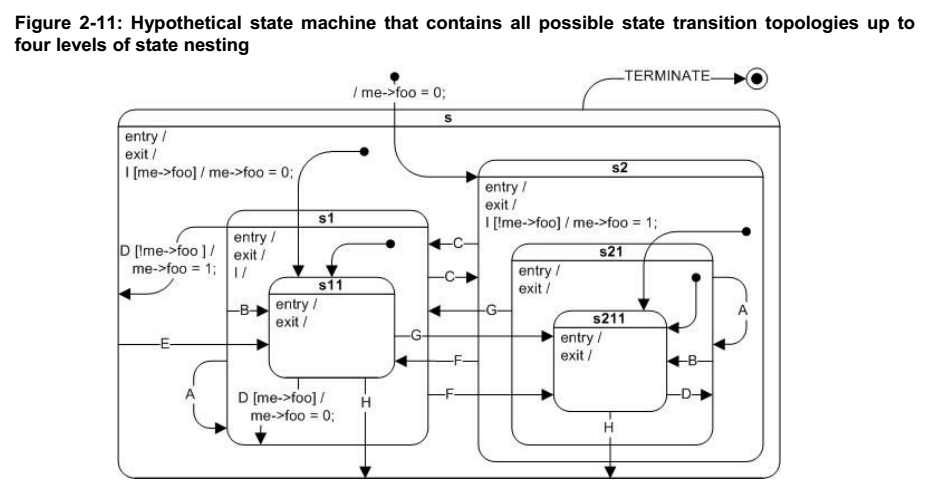 Figure 2-11: Hypothetical state machine that contains all possible state transition topologies up to
four levels of state nesting
TERMINATE
/ me->foo = 0;
s
entry /
exit /
I [me->foo] / me->foo = 0;
s2
entry /
exit /
I [!me->foo] / me->foo = 1;
s1
entry /
exit /
I /
D [!me->foo ] /
me->foo = 1;
C
C
s21
entry /
exit /
s11
entry /
exit /
B
G
A
s211
entry /
exit /
E
G
F
B
A
D [me->foo] /
me->foo = 0;
H
F
D
H